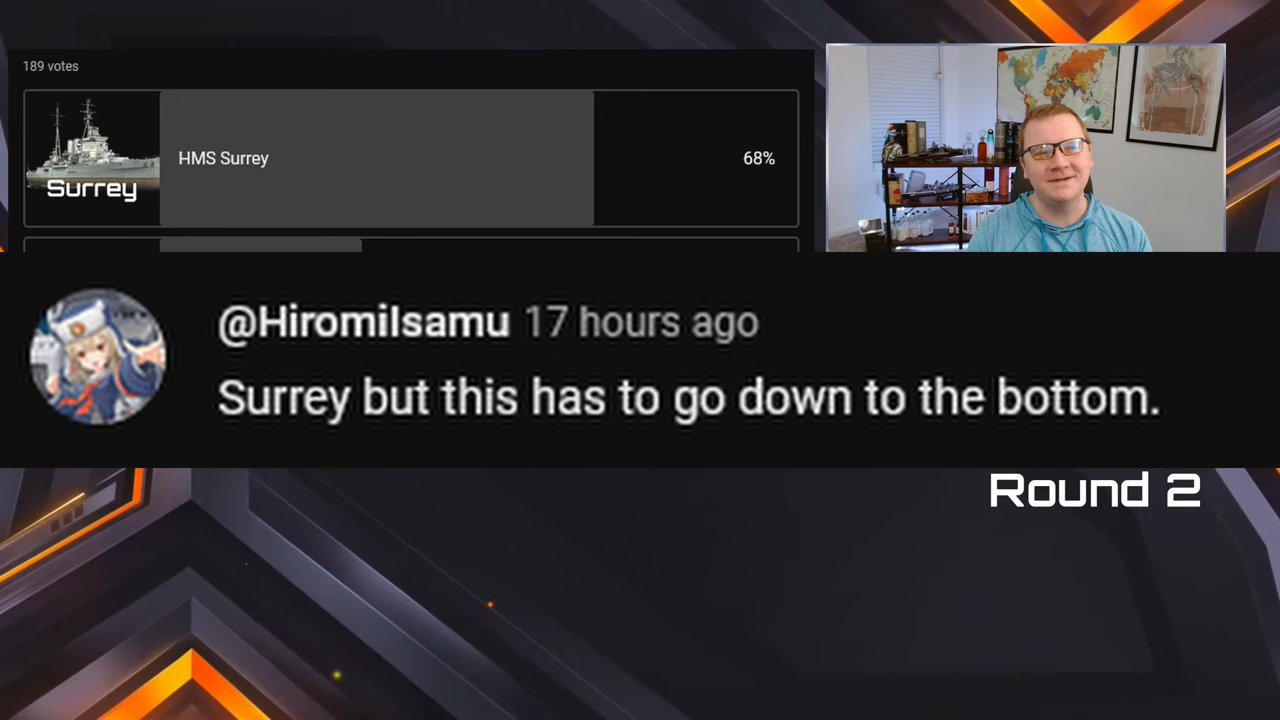 189 votes
Surrey
HMS Surrey
68%
@HiromiIsamu 17 hours ago
Surrey but this has to go down to the bottom.
Round 2